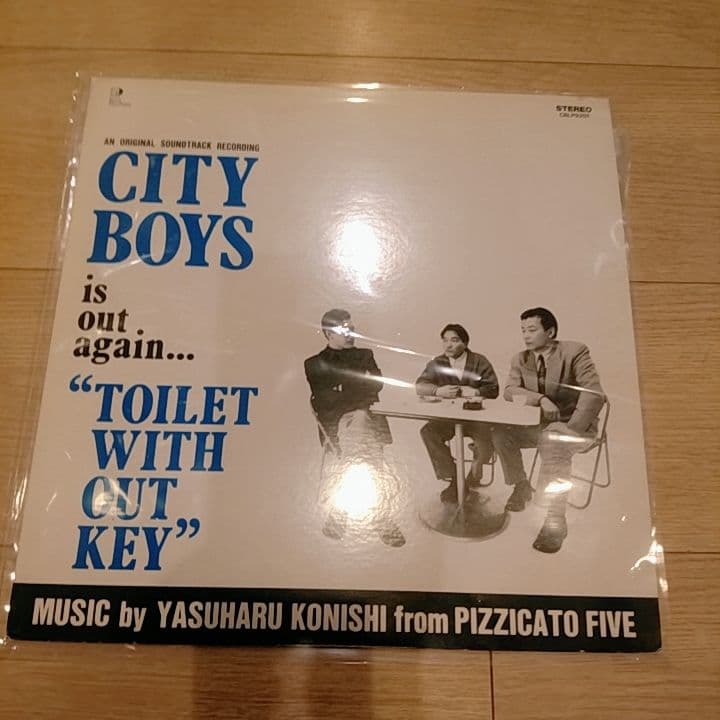 STEREO
AN ORIGINAL SOUNDTRACK RECORDING
CITY
BOYS
is
out
again...
“TOILET
WITH
OUT
KEY”
MUSIC by YASUHARU KONISHI from PIZZICATO FIVE